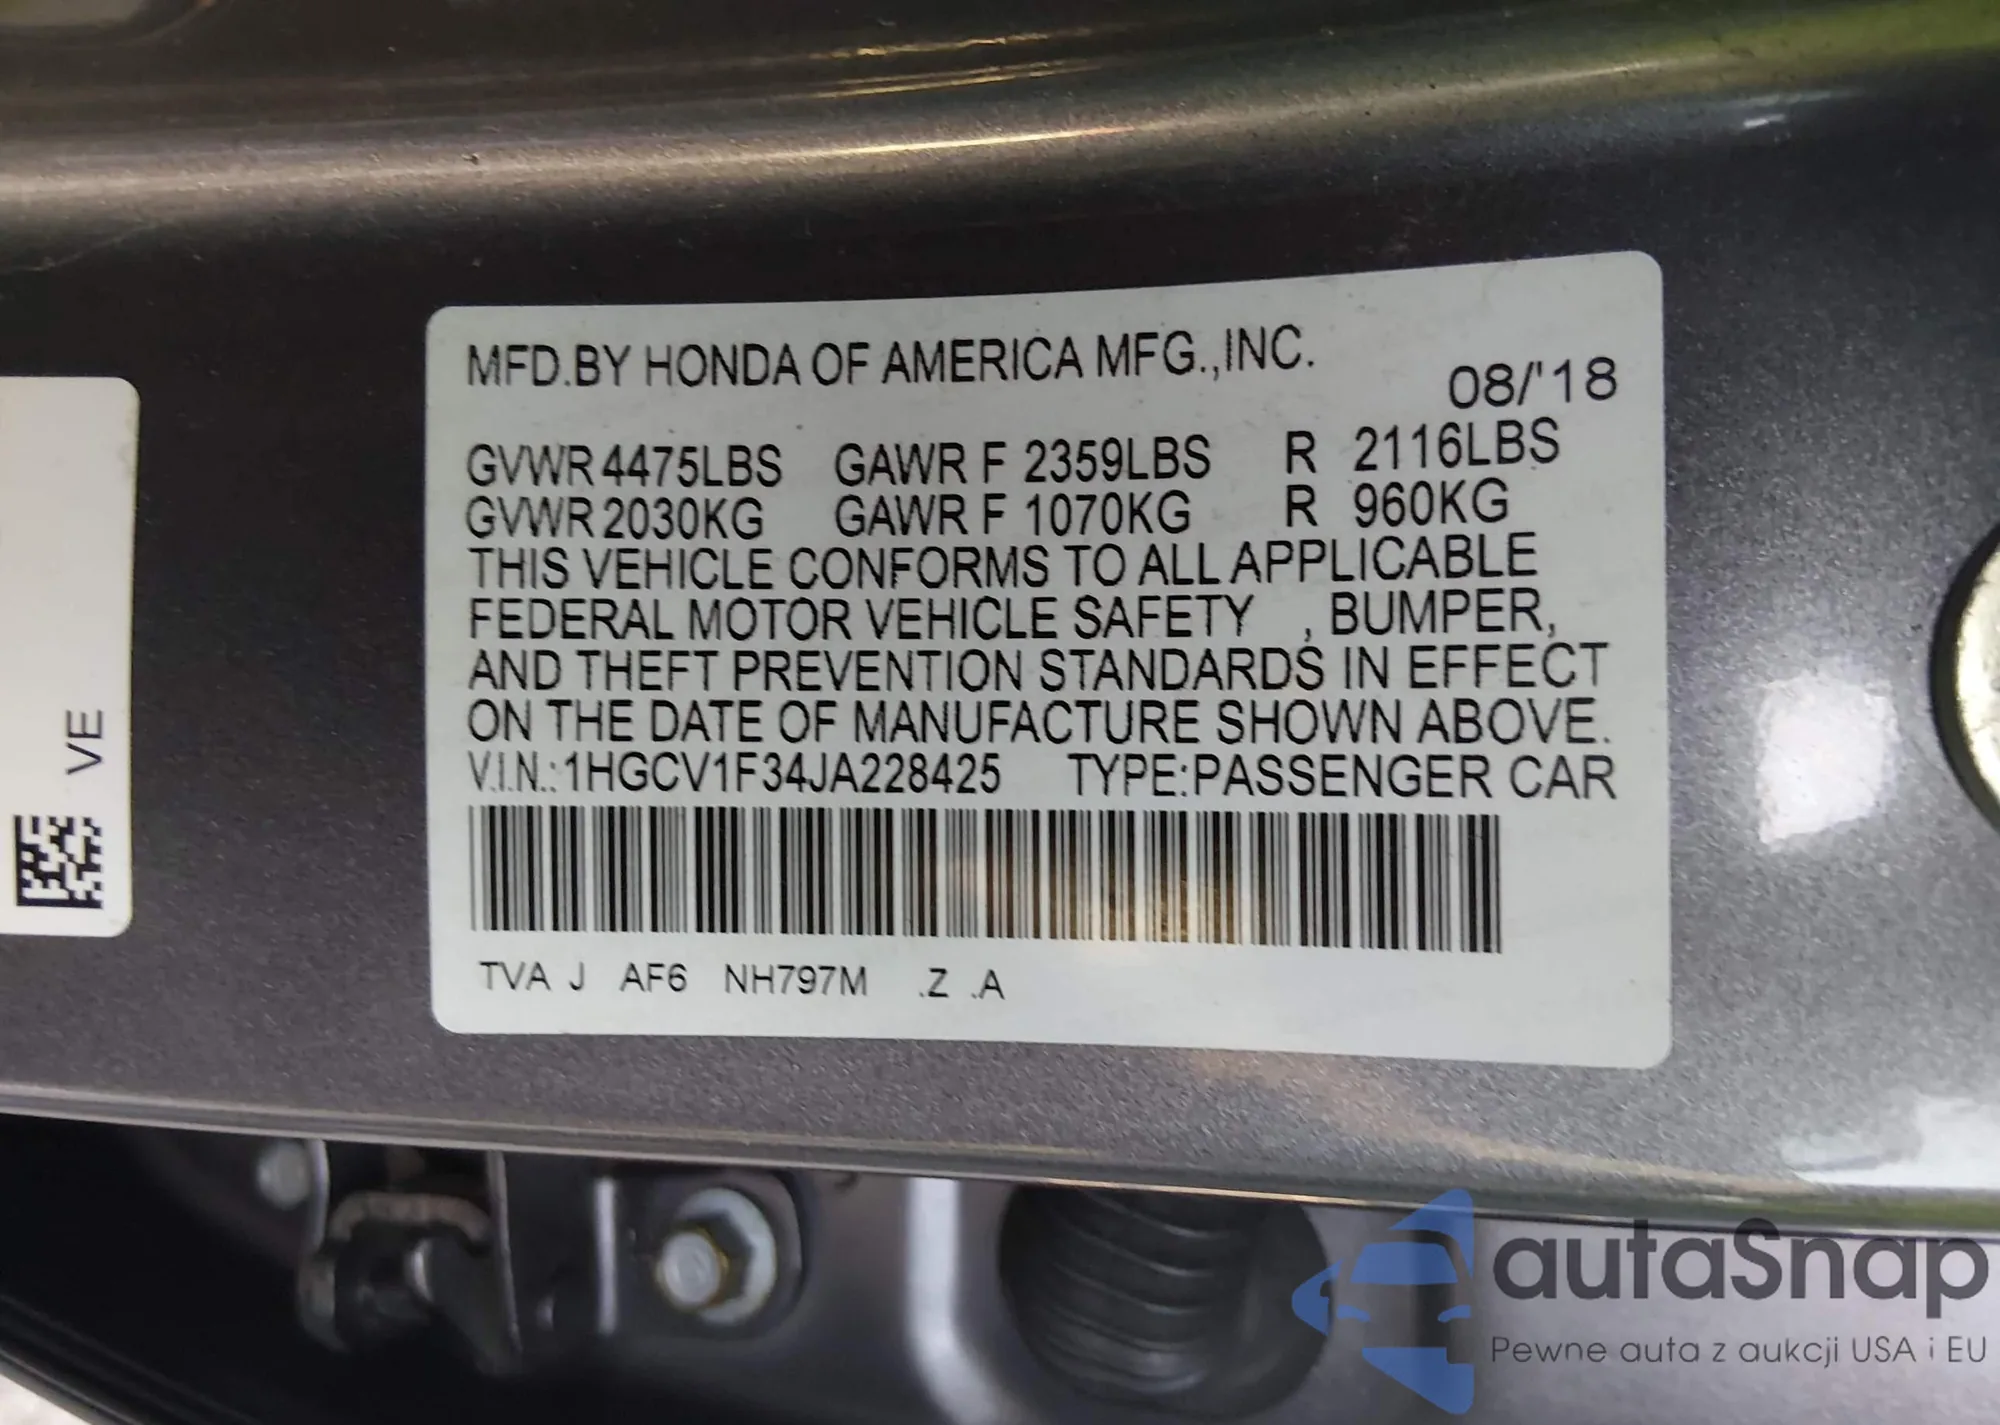 MFD.BY HONDA OF AMERICA MFG.,INC.
08/'18
GVWR 4475LBS GAWR F 2359LBS R 2116LBS
GVWR 2030KG GAWR F 1070KG R 960KG
THIS VEHICLE CONFORMS TO ALL APPLICABLE
FEDERAL MOTOR VEHICLE SAFETY , BUMPER,
AND THEFT PREVENTION STANDARDS IN EFFECT
ON THE DATE OF MANUFACTURE SHOWN ABOVE.
V.I.N.:1HGCV1F34JA228425 TYPE:PASSENGER CAR
TVA J AF6 NH797M .Z .A
VE
autaSnap
Pewne auta z aukcji USA i EU